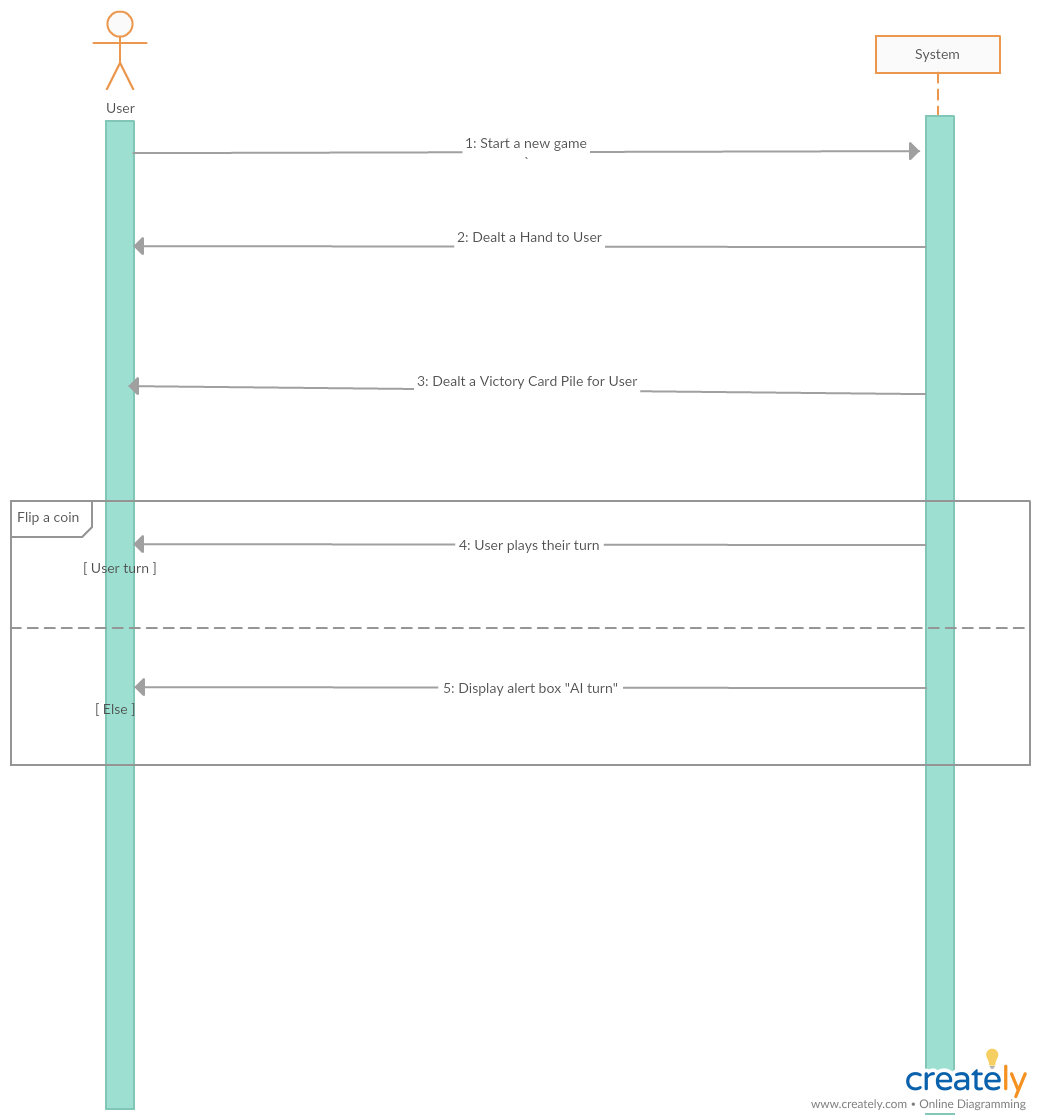 User
System
1: Start a new game
`
2: Dealt a Hand to User
3: Dealt a Victory Card Pile for User
Flip a coin
4: User plays their turn
[ User turn ]
5: Display alert box "AI turn"
[ Else ]
creately
www.creately.com • Online Diagramming